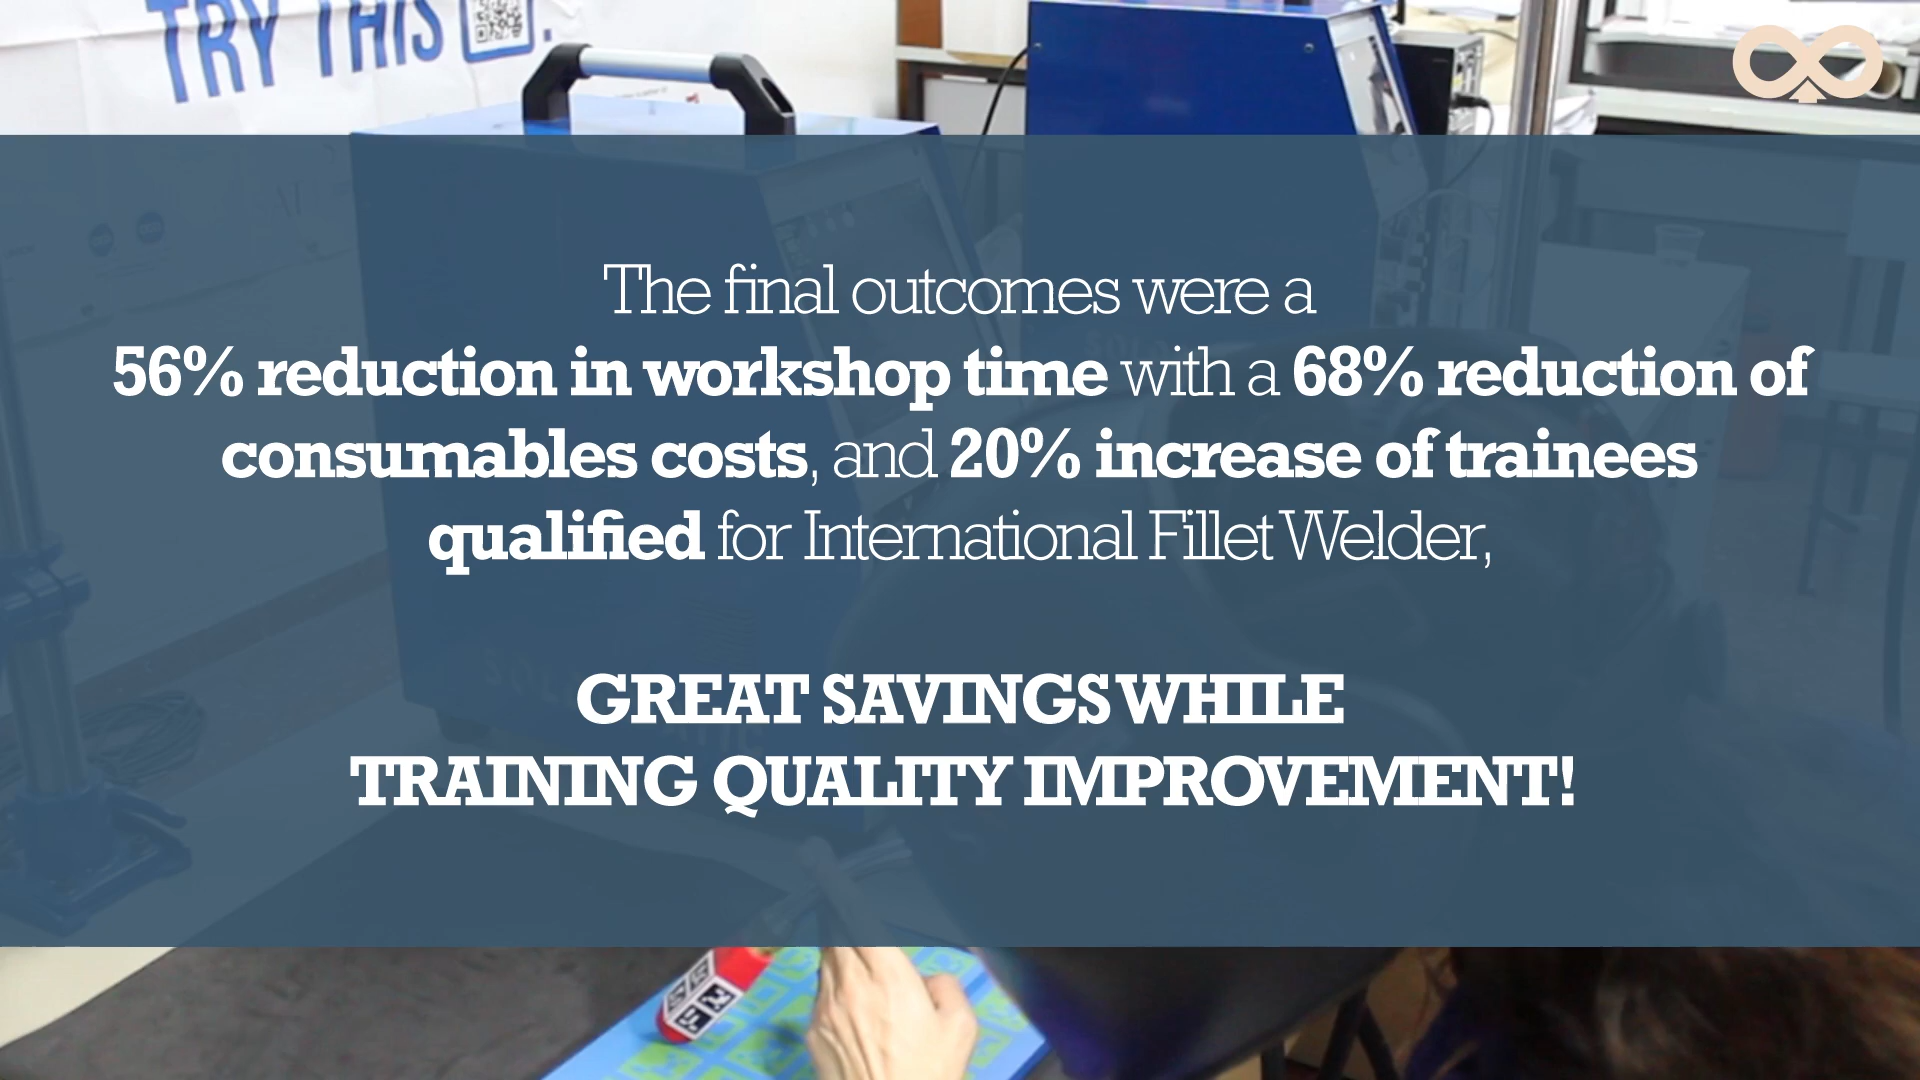 TRY THIS
The final outcomes were a
56% reduction in workshop time with a 68% reduction of
consumables costs, and 20% increase of trainees
qualified for International Fillet Welder,
GREAT SAVINGS WHILE
TRAINING QUALITY IMPROVEMENT!